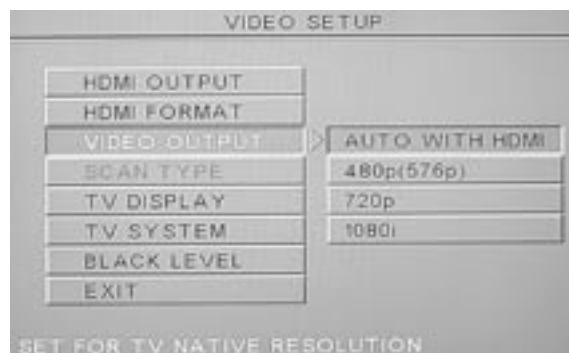 VIDEO SETUP
HDMI OUTPUT
HDMI FORMAT
VIDEO OUTPUT
AUTO WITH HDMI
SCAN TYPE
480p(576p)
TV DISPLAY
720p
TV SYSTEM
1080i
BLACK LEVEL
EXIT
SET FOR TV NATIVE RESOLUTION